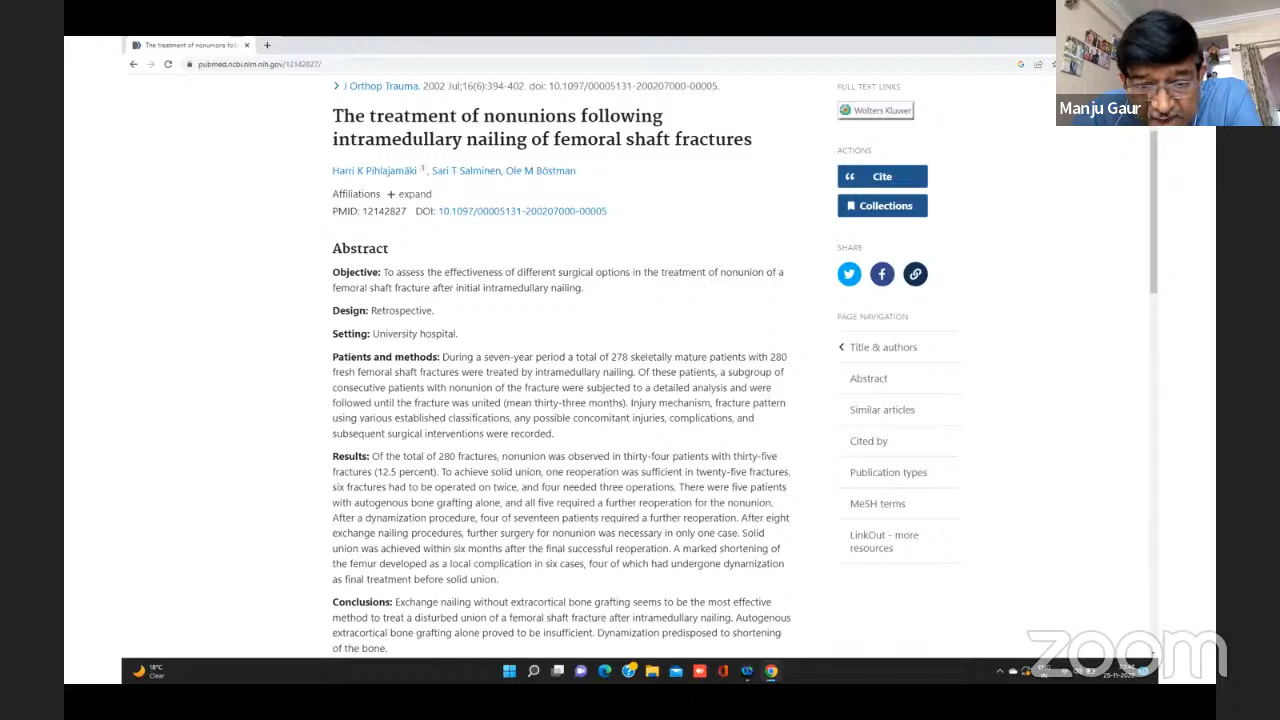 The treatment of nonunions foll
pubmed.ncbi.nlm.nih.gov/12142827/
Manju Gaur
J Orthop Trauma. 2002 Jul;16(6):394-402. doi: 10.1097/00005131-200207000-00005.
The treatment of nonunions following
intramedullary nailing of femoral shaft fractures
Harri K Pihlajamäki 1, Sari T Salminen, Ole M Böstman
Affiliations + expand
PMID: 12142827 DOI: 10.1097/00005131-200207000-00005
Abstract
Objective: To assess the effectiveness of different surgical options in the treatment of nonunion of a
femoral shaft fracture after initial intramedullary nailing.
Design: Retrospective.
Setting: University hospital.
Patients and methods: During a seven-year period a total of 278 skeletally mature patients with 280
fresh femoral shaft fractures were treated by intramedullary nailing. Of these patients, a subgroup of
consecutive patients with nonunion of the fracture were subjected to a detailed analysis and were
followed until the fracture was united (mean thirty-three months). Injury mechanism, fracture pattern
using various established classifications, any possible concomitant injuries, complications, and
subsequent surgical interventions were recorded.
Results: Of the total of 280 fractures, nonunion was observed in thirty-four patients with thirty-five
fractures (12.5 percent). To achieve solid union, one reoperation was sufficient in twenty-five fractures,
six fractures had to be operated on twice, and four needed three operations. There were five patients
with autogenous bone grafting alone, and all five required a further reoperation for the nonunion.
After a dynamization procedure, four of seventeen patients required a further reoperation. After eight
exchange nailing procedures, further surgery for nonunion was necessary in only one case. Solid
union was achieved within six months after the final successful reoperation. A marked shortening of
the femur developed as a local complication in six cases, four of which had undergone dynamization
as final treatment before solid union.
Conclusions: Exchange nailing without extracortical bone grafting seems to be the most effective
method to treat a disturbed union of a femoral shaft fracture after intramedullary nailing. Autogenous
extracortical bone grafting alone proved to be insufficient. Dynamization predisposed to shortening
of the bone.
FULL TEXT LINKS
Wolters Kluwer
ACTIONS
Cite
Collections
SHARE
PAGE NAVIGATION
Title & authors
Abstract
Similar articles
Cited by
Publication types
MeSH terms
LinkOut - more
resources
zoom
Clear
ENG
IN